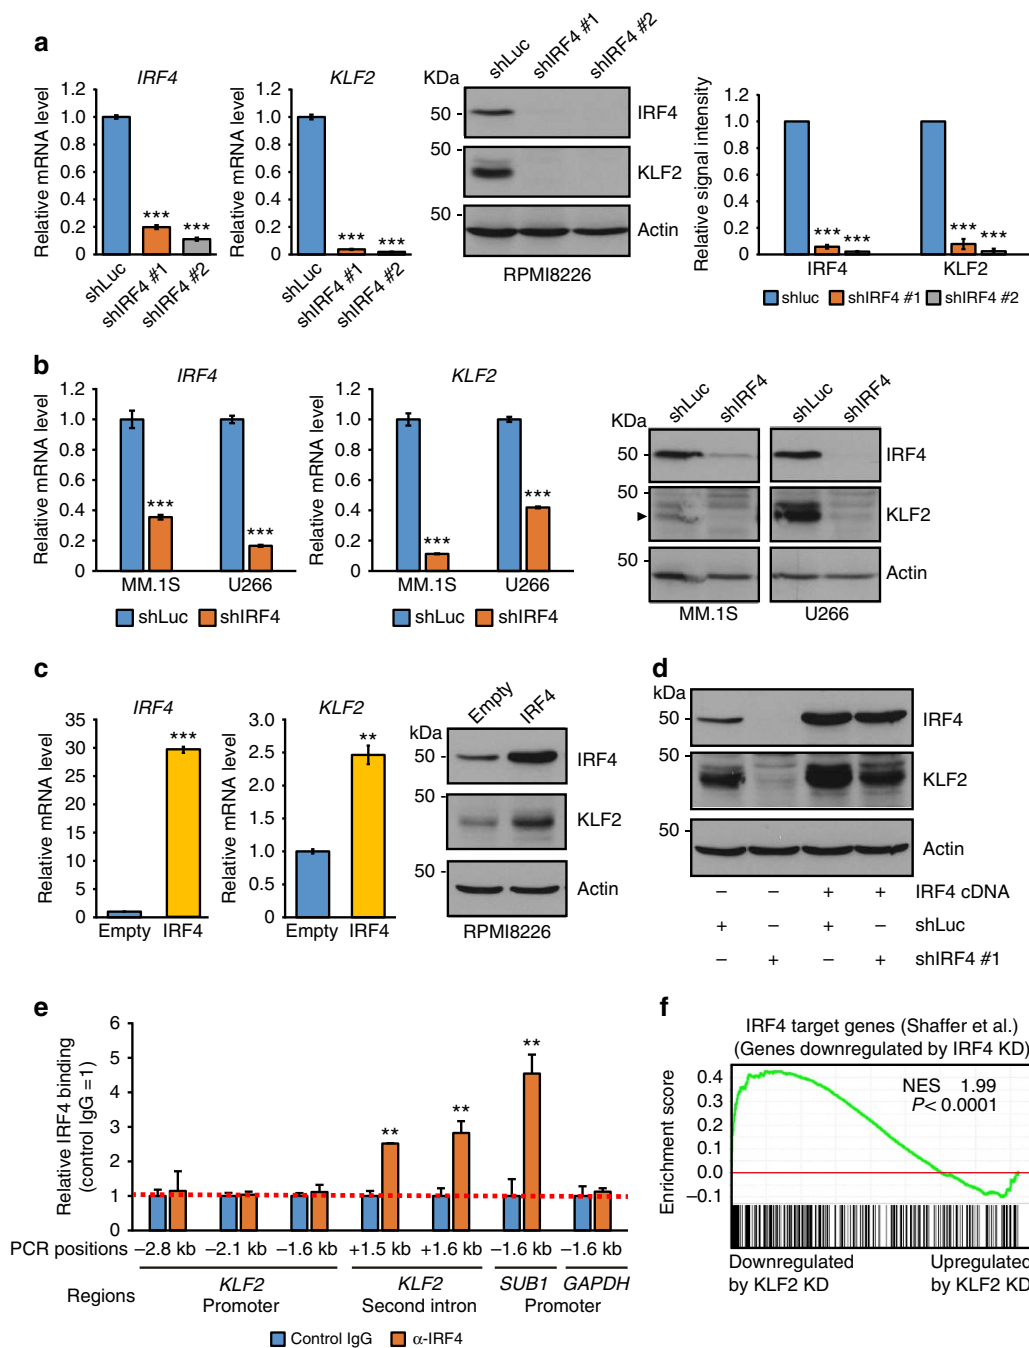 a
IRF4
Relative mRNA level
1.2
1.0
0.8
0.6
0.4
0.2
0
***
***
shLuc
shIRF4 #1
shIRF4 #2
KLF2
Relative mRNA level
1.2
1.0
0.8
0.6
0.4
0.2
0
***
***
shLuc
shIRF4 #1
shIRF4 #2
KDa
shLuc
shIRF4 #1
shIRF4 #2
50
IRF4
50
KLF2
50
Actin
RPMI8226
Relative signal intensity
1.2
1.0
0.8
0.6
0.4
0.2
0
***
***
***
***
IRF4
KLF2
shluc
shIRF4 #1
shIRF4 #2
b
IRF4
Relative mRNA level
1.2
1.0
0.8
0.6
0.4
0.2
0
***
***
MM.1S
U266
shLuc
shIRF4
KLF2
Relative mRNA level
1.2
1.0
0.8
0.6
0.4
0.2
0
***
***
MM.1S
U266
shLuc
shIRF4
KDa
shLuc
shIRF4
shLuc
shIRF4
50
IRF4
50
KLF2
50
Actin
MM.1S
U266
c
IRF4
Relative mRNA level
35
30
25
20
15
10
5
0
***
Empty
IRF4
KLF2
Relative mRNA level
3.0
2.5
2.0
1.5
1.0
0.5
0
**
Empty
IRF4
kDa
Empty
IRF4
50
IRF4
50
KLF2
50
Actin
RPMI8226
d
kDa
50
IRF4
50
KLF2
50
Actin
– – + + IRF4 cDNA
+ – + – shLuc
– + – + shIRF4 #1
e
Relative IRF4 binding
(control IgG = 1)
6
5
4
3
2
1
0
**
**
**
PCR positions –2.8 kb –2.1 kb –1.6 kb +1.5 kb +1.6 kb –1.6 kb –1.6 kb
Regions
KLF2
Promoter
KLF2
Second intron
SUB1 GAPDH
Promoter
Control IgG
α-IRF4
f
IRF4 target genes (Shaffer et al.)
(Genes downregulated by IRF4 KD)
Enrichment score
0.4
0.3
0.2
0.1
0.0
–0.1
NES 1.99
P< 0.0001
Downregulated
by KLF2 KD
Upregulated
by KLF2 KD